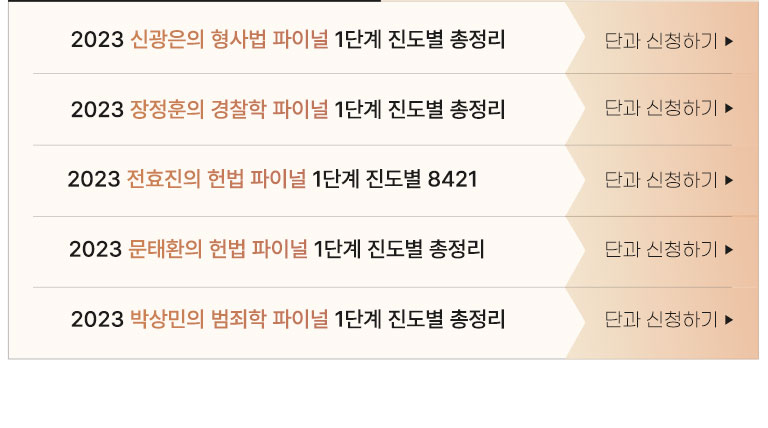 2023 신광은의 형사법 파이널 1단계 진도별 총정리 단과 신청하기 ▶
2023 장정훈의 경찰학 파이널 1단계 진도별 총정리 단과 신청하기 ▶
2023 전효진의 헌법 파이널 1단계 진도별 8421 단과 신청하기 ▶
2023 문태환의 헌법 파이널 1단계 진도별 총정리 단과 신청하기 ▶
2023 박상민의 범죄학 파이널 1단계 진도별 총정리 단과 신청하기 ▶